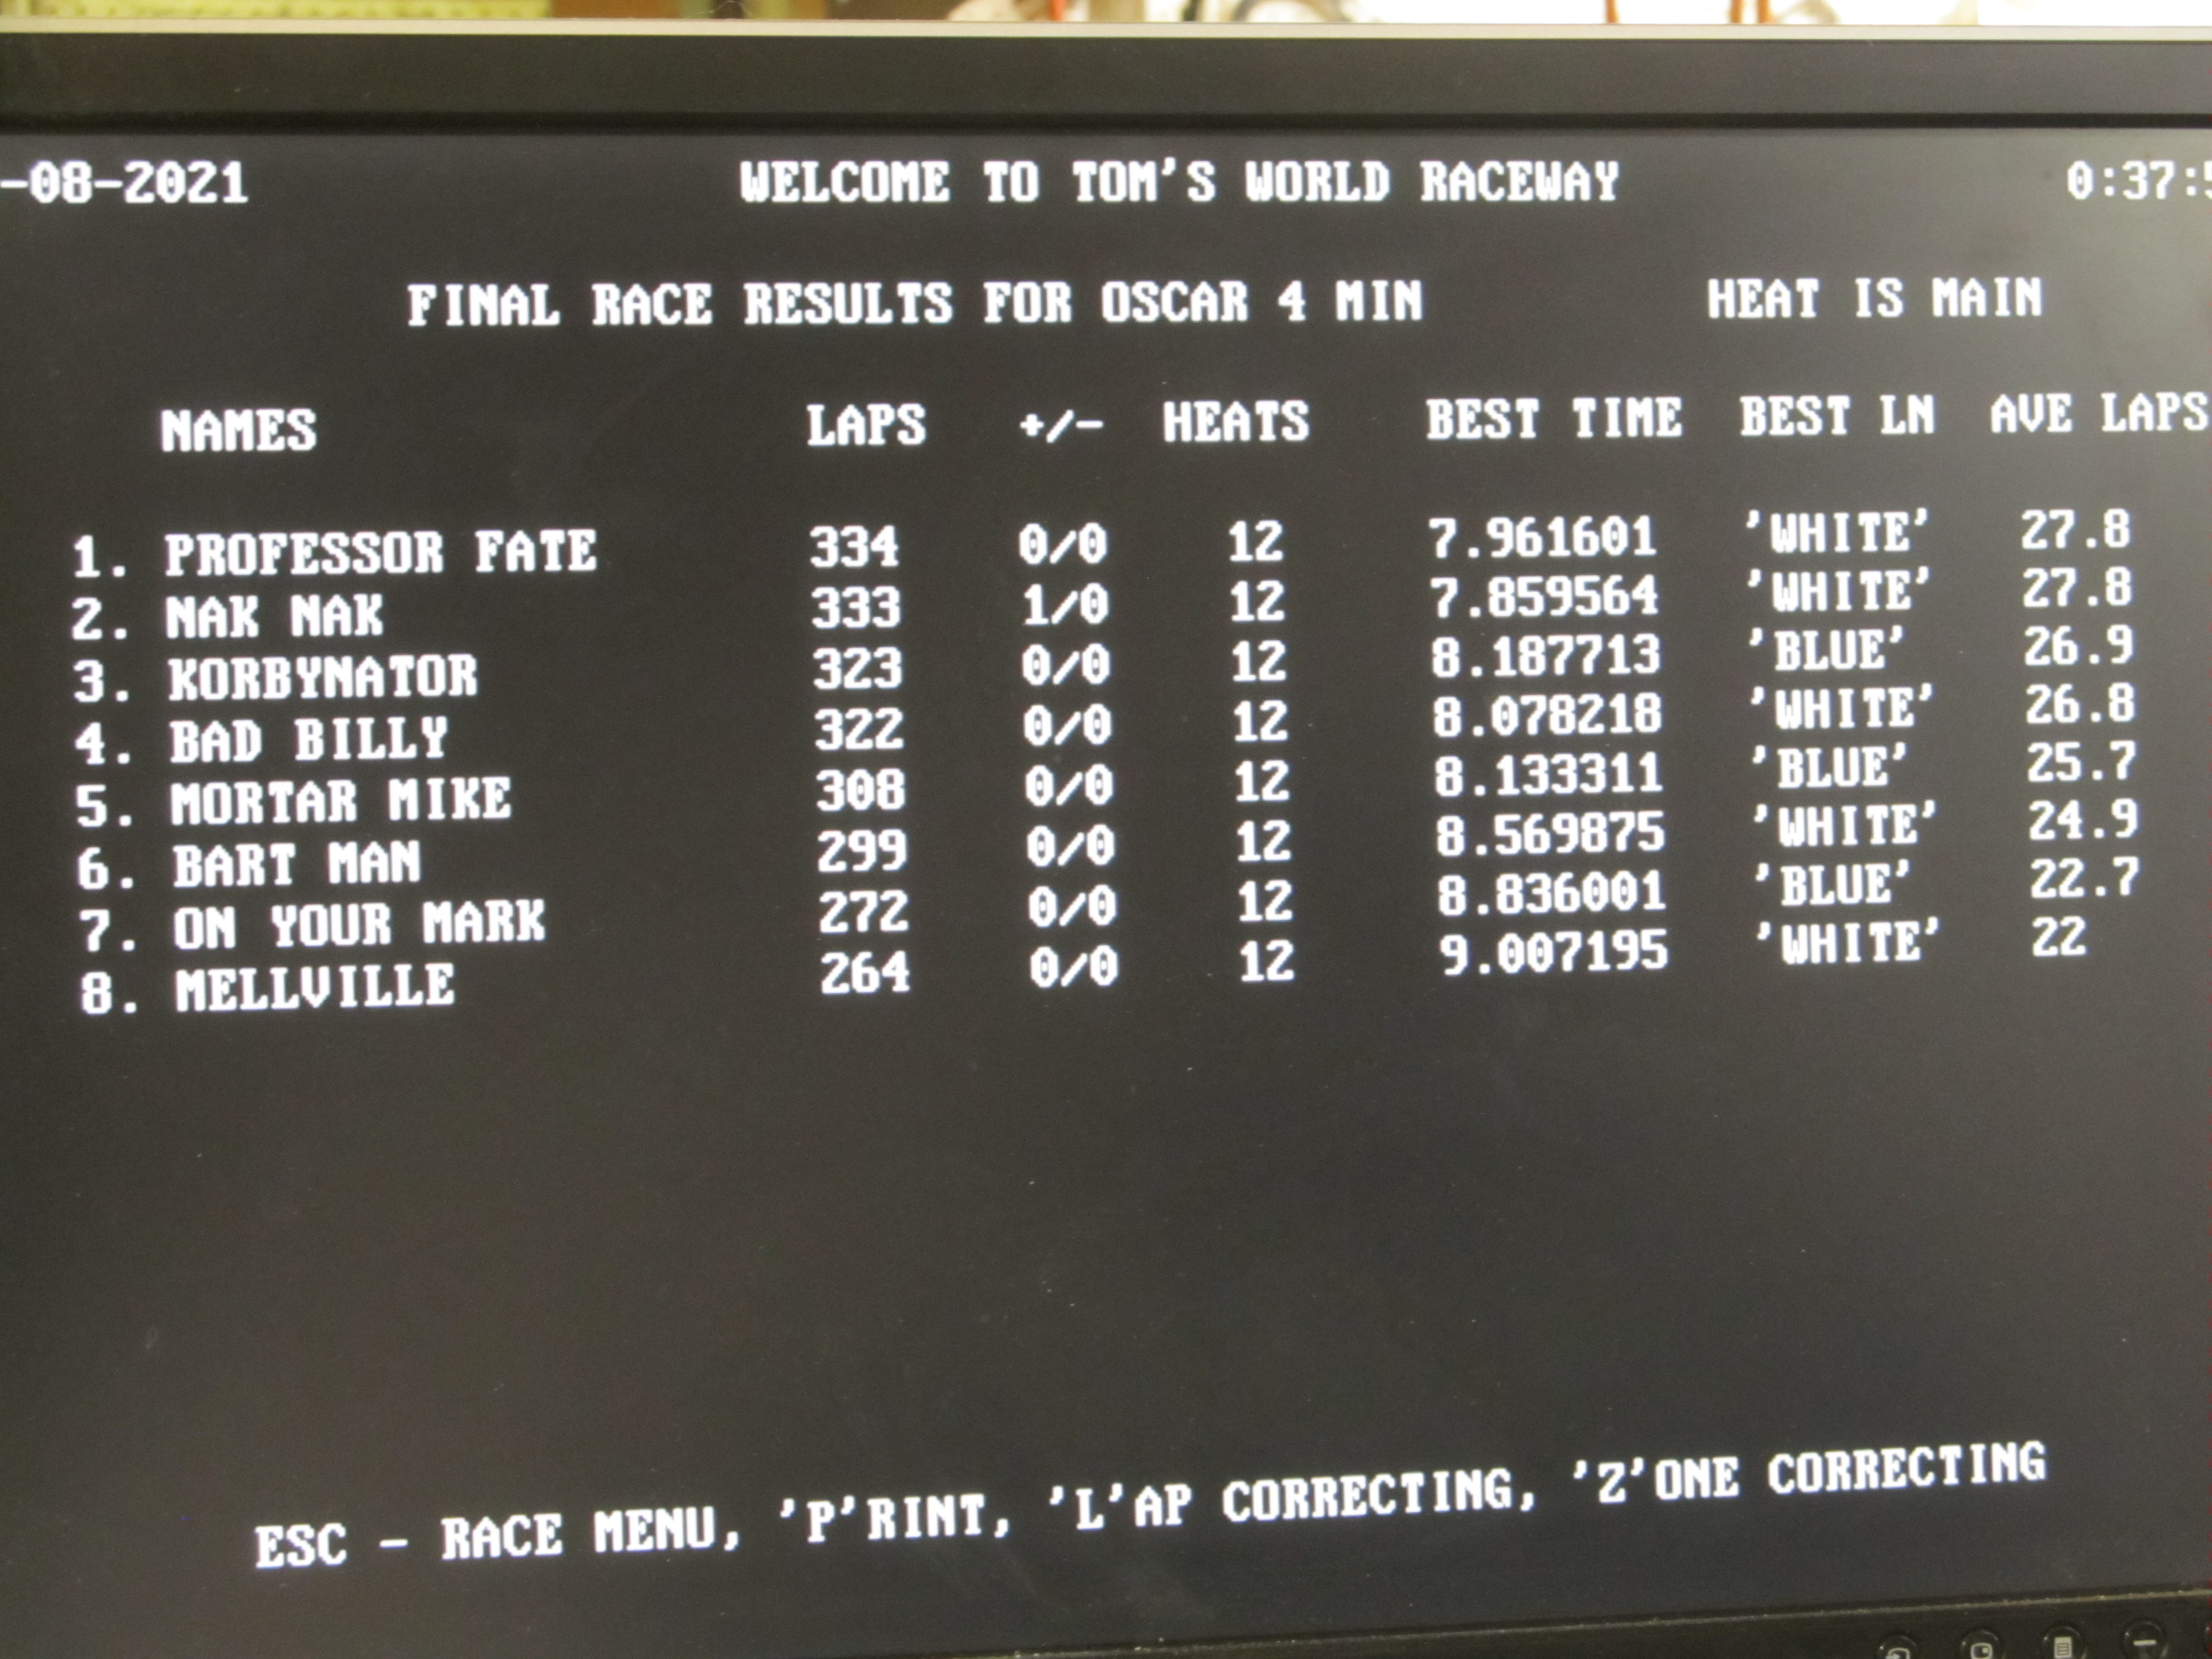 -08-2021 WELCOME TO TOM'S WORLD RACEWAY 0:37:5
FINAL RACE RESULTS FOR OSCAR 4 MIN HEAT IS MAIN
NAMES LAPS +/- HEATS BEST TIME BEST LN AVE LAPS
1. PROFESSOR FATE 334 0/0 12 7.961601 'WHITE' 27.8
2. NAK NAK 333 1/0 12 7.859564 'WHITE' 27.8
3. KORBYNATOR 323 0/0 12 8.187713 'BLUE' 26.9
4. BAD BILLY 322 0/0 12 8.078218 'WHITE' 26.8
5. MORTAR MIKE 308 0/0 12 8.133311 'BLUE' 25.7
6. BART MAN 299 0/0 12 8.569875 'WHITE' 24.9
7. ON YOUR MARK 272 0/0 12 8.836001 'BLUE' 22.7
8. MELLVILLE 264 0/0 12 9.007195 'WHITE' 22
ESC - RACE MENU, 'P'RINT, 'L'AP CORRECTING, 'Z'ONE CORRECTING